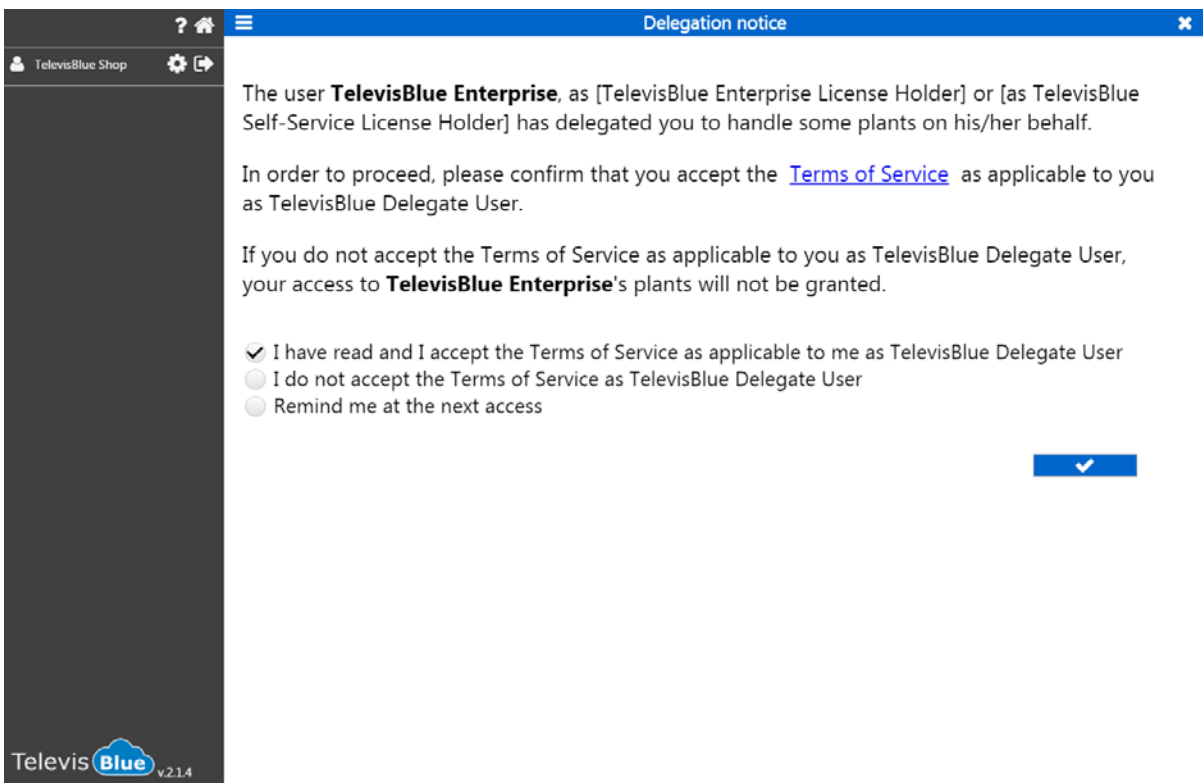 ?
Delegation notice
TelevisBlue Shop
The user TelevisBlue Enterprise, as [TelevisBlue Enterprise License Holder] or [as TelevisBlue
Self-Service License Holder] has delegated you to handle some plants on his/her behalf.
In order to proceed, please confirm that you accept the Terms of Service as applicable to you
as TelevisBlue Delegate User.
If you do not accept the Terms of Service as applicable to you as TelevisBlue Delegate User,
your access to TelevisBlue Enterprise's plants will not be granted.
I have read and I accept the Terms of Service as applicable to me as TelevisBlue Delegate User
I do not accept the Terms of Service as TelevisBlue Delegate User
Remind me at the next access
Televis Blue v.2.1.4